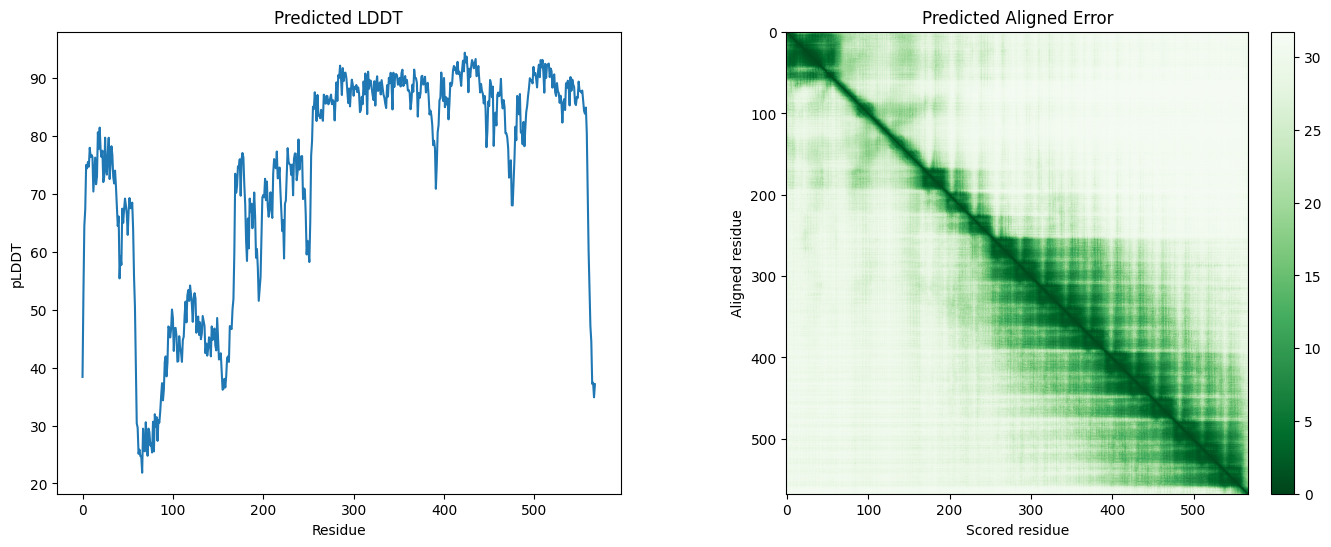 Predicted LDDT
90
80
70
60
50
40
30
20
pLDDT
0 100 200 300 400 500
Residue
Predicted Aligned Error
0
100
200
300
400
500
Aligned residue
0 100 200 300 400 500
Scored residue
30
25
20
15
10
5
0